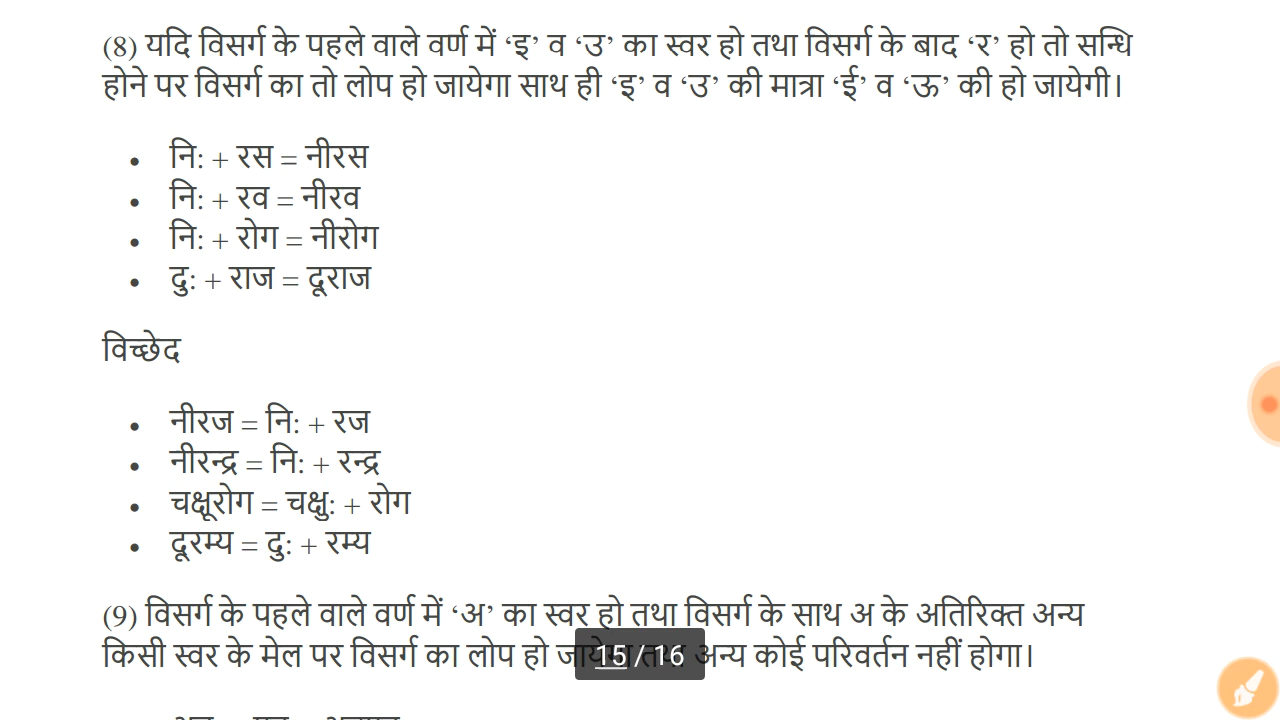 (8) यदि विसर्ग के पहले वाले वर्ण में ‘इ’ व ‘उ’ का स्वर हो तथा विसर्ग के बाद ‘र’ हो तो सन्धि
होने पर विसर्ग का तो लोप हो जायेगा साथ ही ‘इ’ व ‘उ’ की मात्रा ‘ई’ व ‘ऊ’ की हो जायेगी।
• नि: + रस = नीरस
• नि: + रव = नीरव
• नि: + रोग = नीरोग
• दु: + राज = दूराज
विच्छेद
• नीरज = नि: + रज
• नीरन्द्र = नि: + रन्द्र
• चक्षूरोग = चक्षु: + रोग
• दूरम्य = दु: + रम्य
(9) विसर्ग के पहले वाले वर्ण में ‘अ’ का स्वर हो तथा विसर्ग के साथ अ के अतिरिक्त अन्य
किसी स्वर के मेल पर विसर्ग का लोप हो जायेगा तथा अन्य कोई परिवर्तन नहीं होगा।
15 / 16